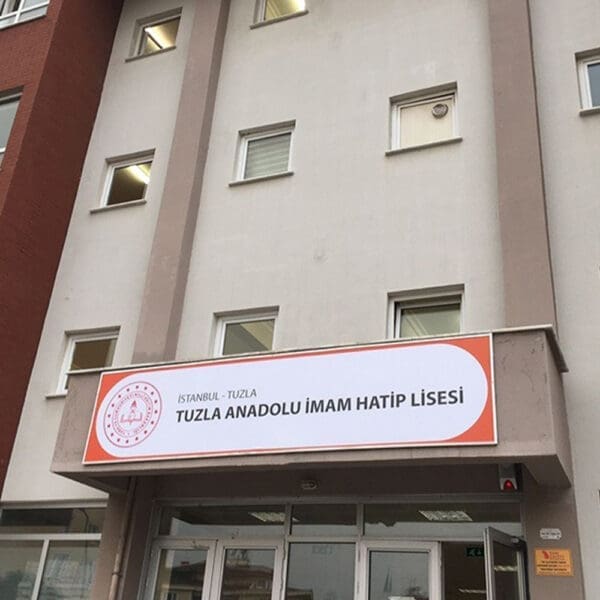 İSTANBUL - TUZLA
TUZLA ANADOLU İMAM HATİP LİSESİ